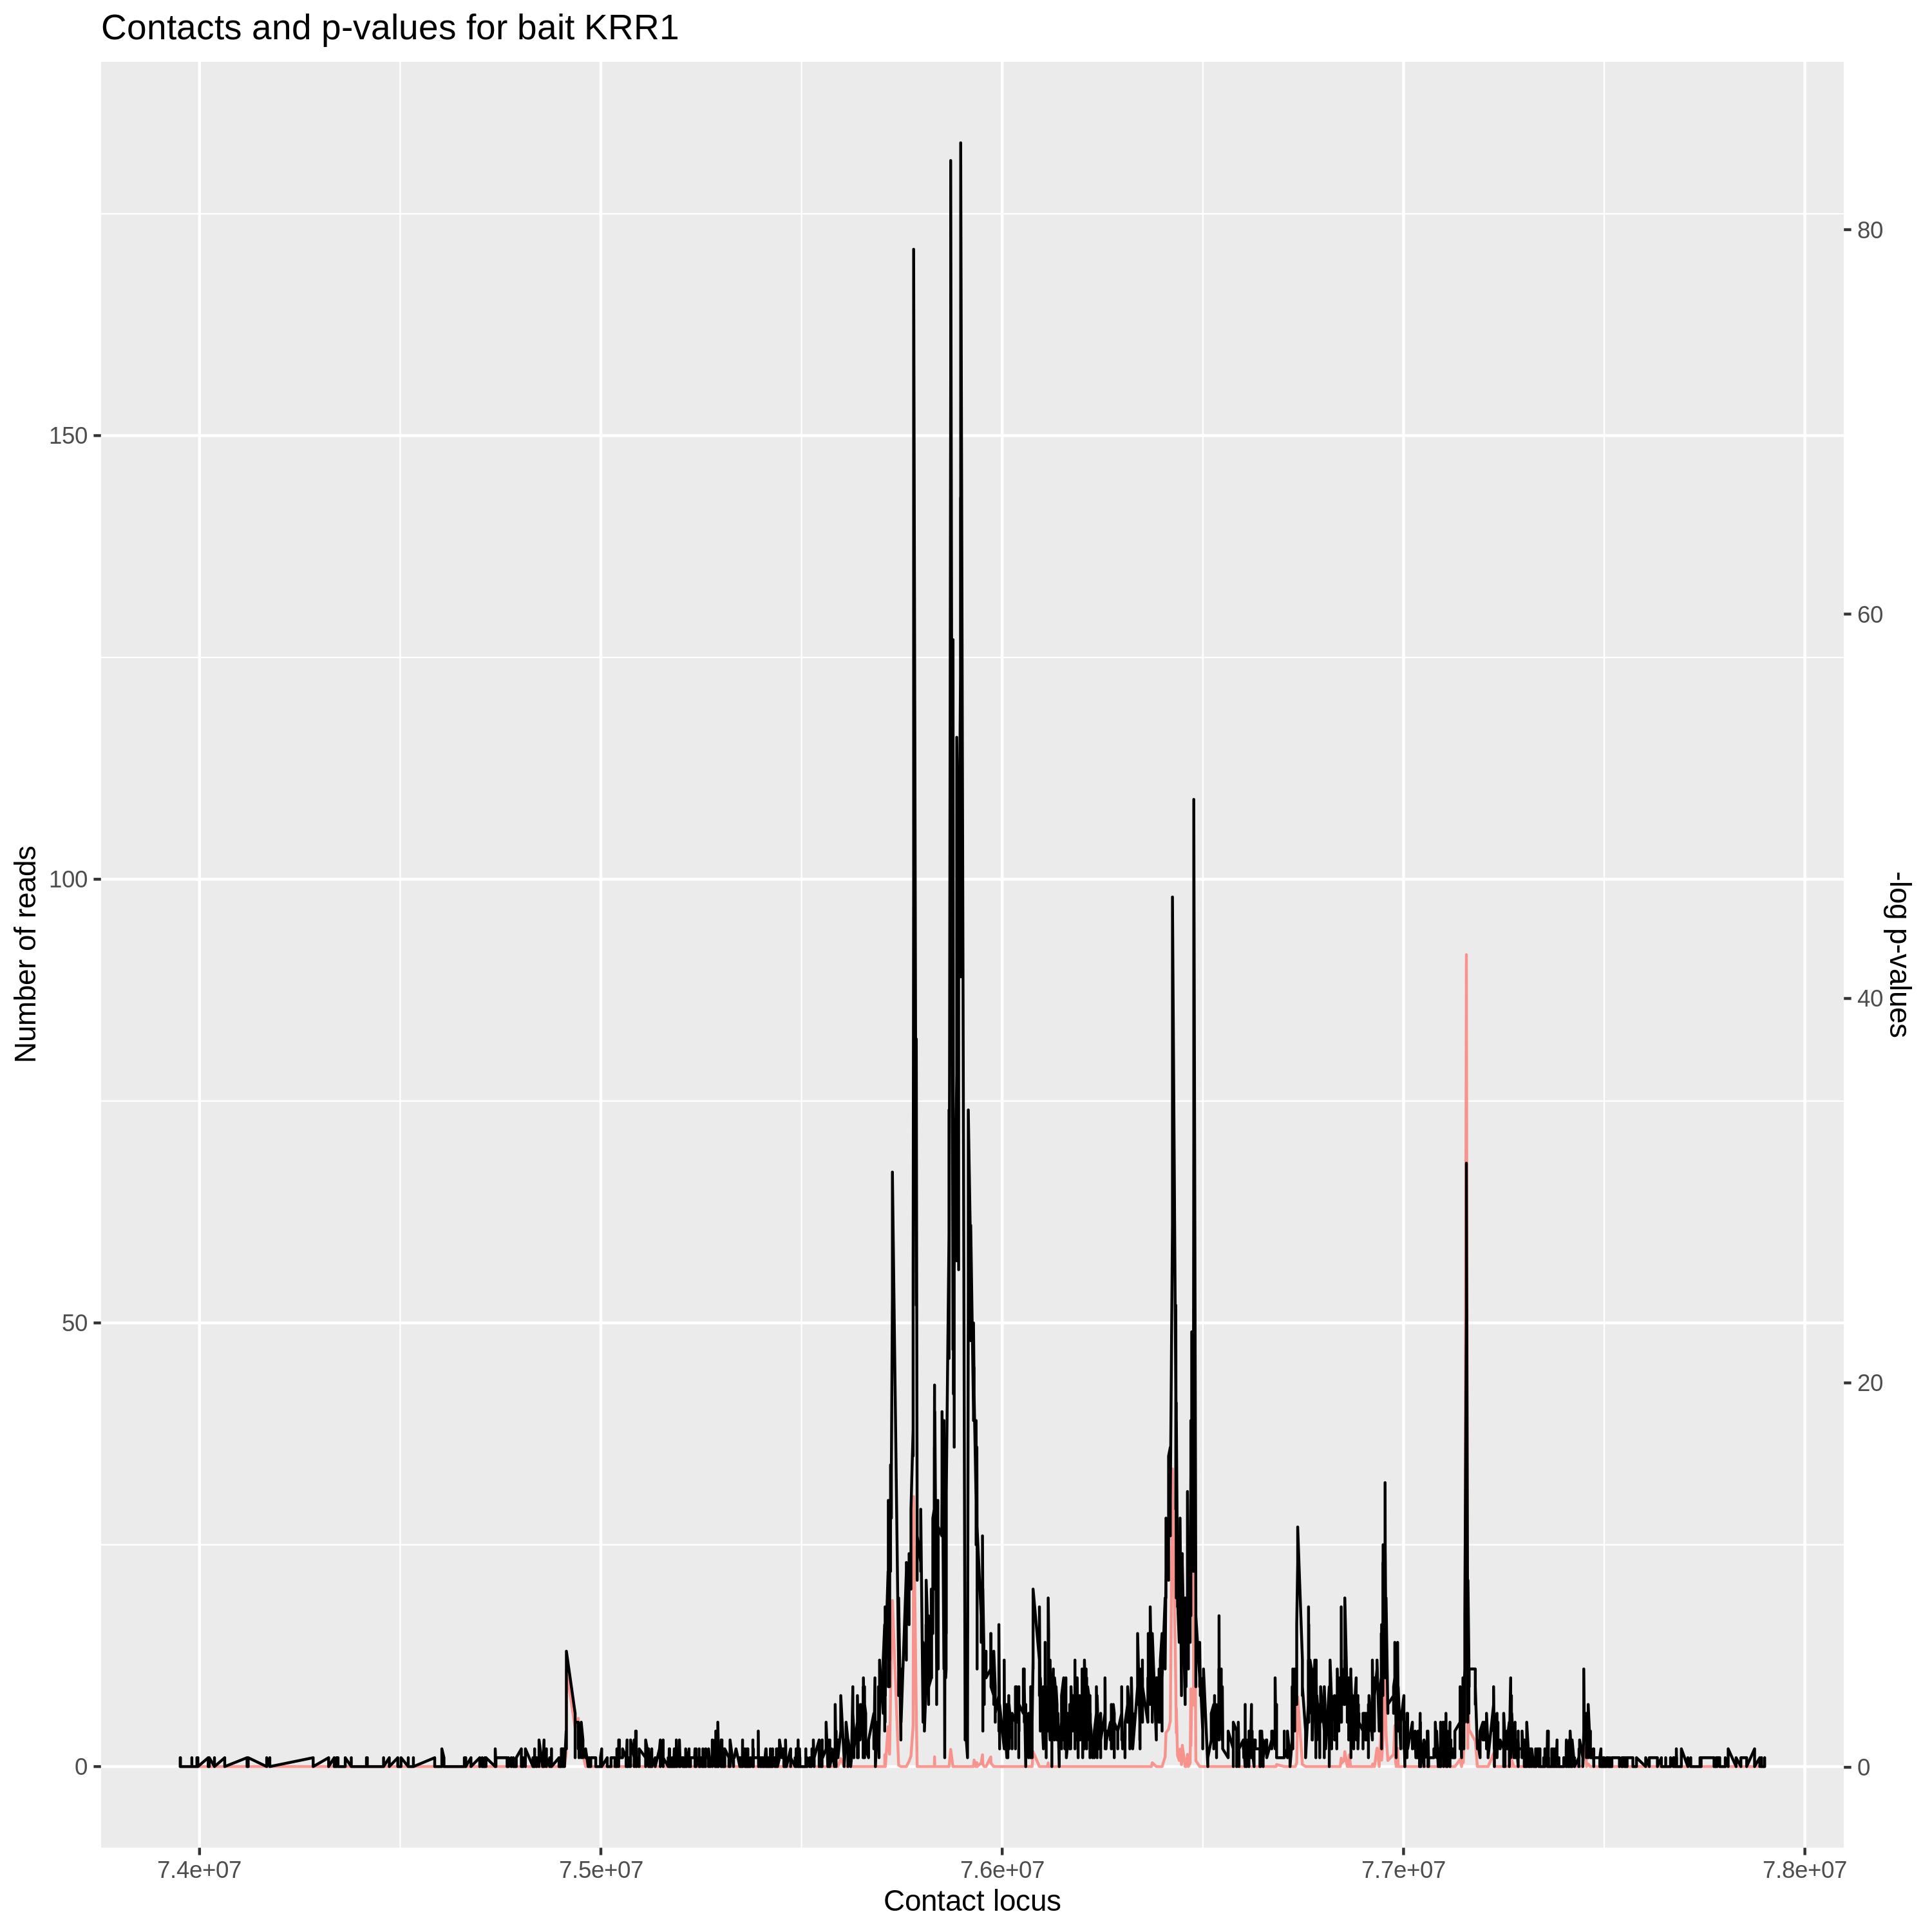 Contacts and p-values for bait KRR1
Number of reads
150
100
50
0
80
60
40
20
0
-log p-values
7.4e+07
7.5e+07
7.6e+07
7.7e+07
7.8e+07
Contact locus